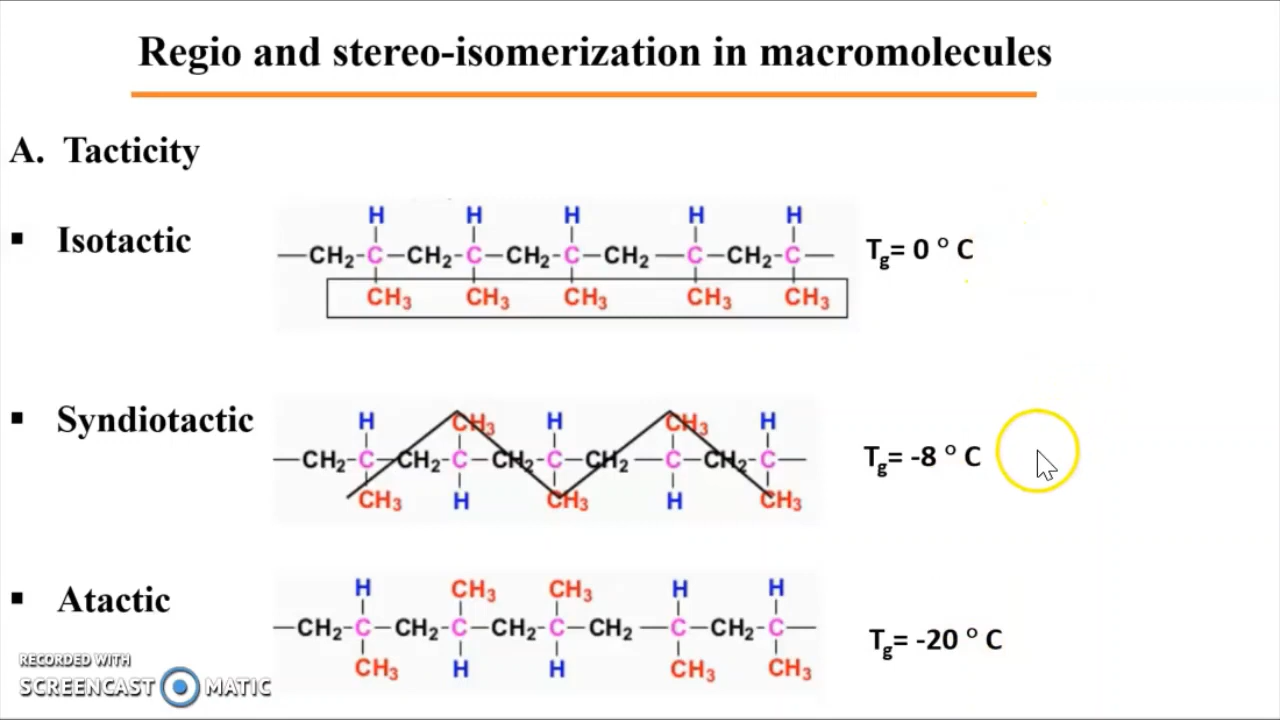 Regio and stereo-isomerization in macromolecules
A. Tacticity
▪ Isotactic
H H H H H
—CH₂-C—CH₂-C—CH₂-C—CH₂—C—CH₂-C—
CH₃ CH₃ CH₃ CH₃ CH₃
Tg= 0 ° C
▪ Syndiotactic
H CH₃ H CH₃ H
—CH₂-C—CH₂-C—CH₂-C—CH₂—C—CH₂-C—
CH₃ H CH₃ H CH₃
Tg= -8 ° C
▪ Atactic
H CH₃ CH₃ H H
—CH₂-C—CH₂-C—CH₂-C—CH₂—C—CH₂-C—
CH₃ H H CH₃ CH₃
Tg= -20 ° C
RECORDED WITH
SCREENCAST MATIC